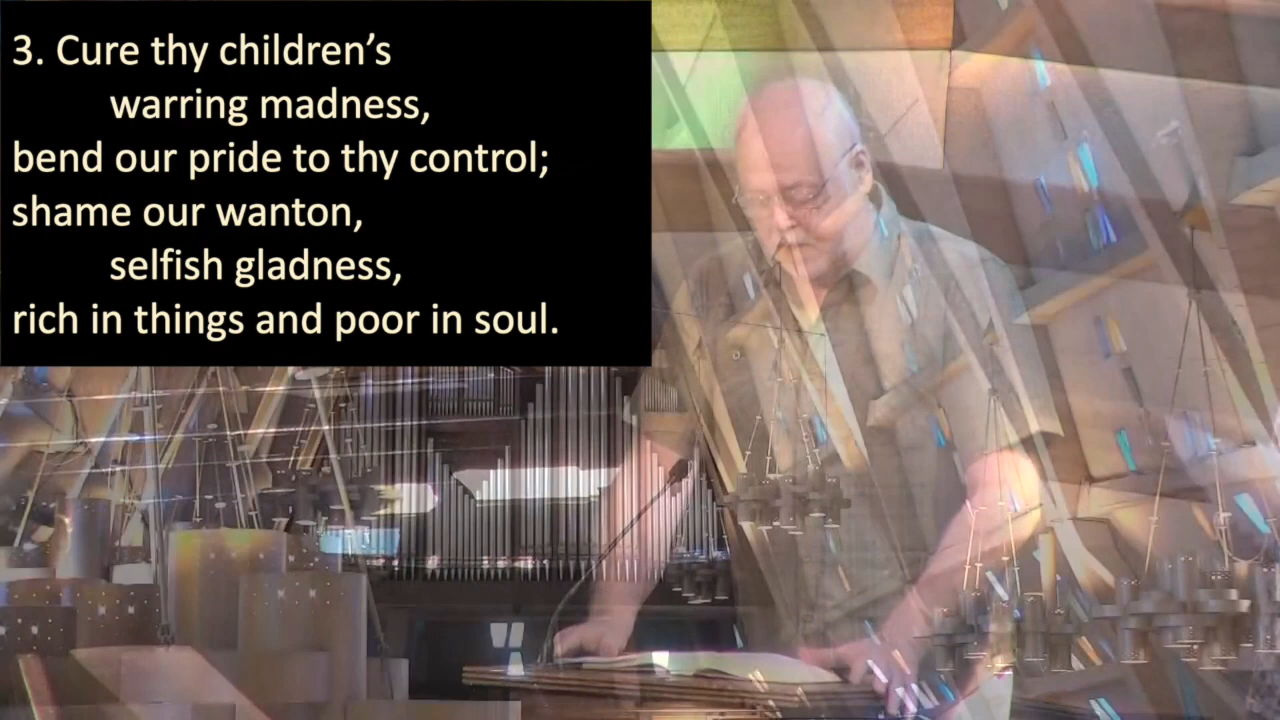 3. Cure thy children’s
warring madness,
bend our pride to thy control;
shame our wanton,
selfish gladness,
rich in things and poor in soul.